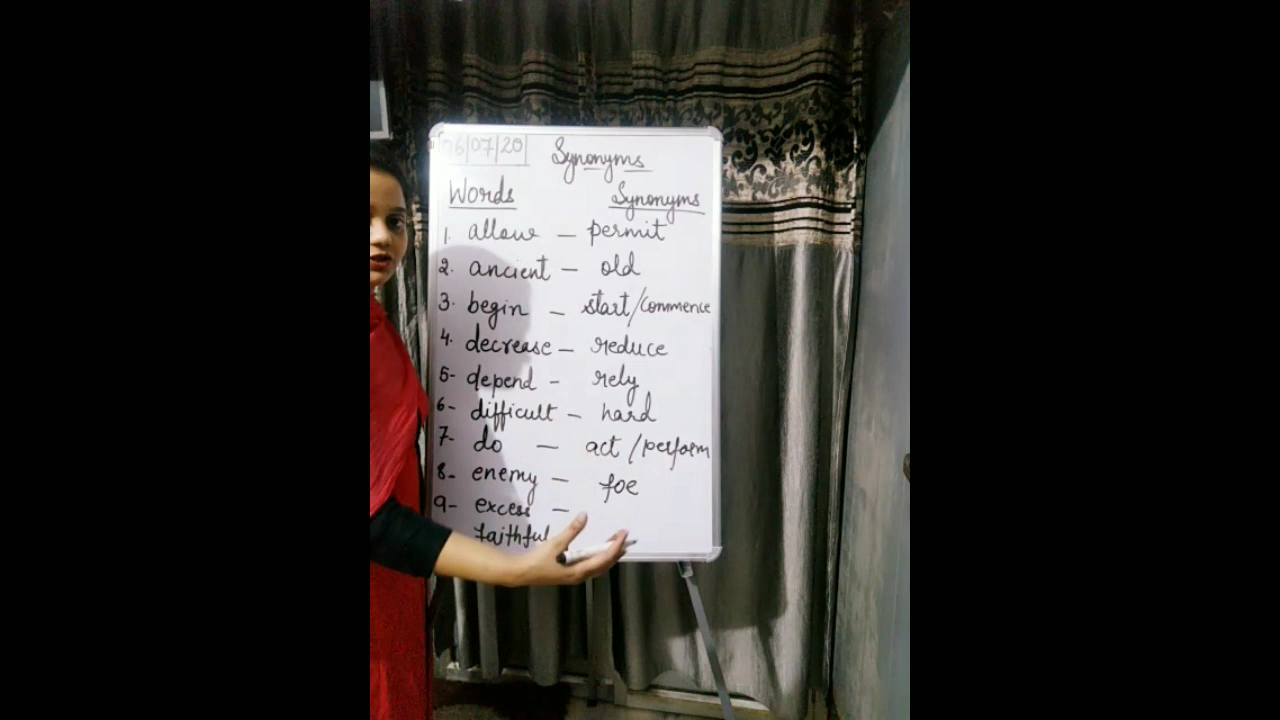 06/07/20
Synonyms
Words Synonyms
1. allow – permit
2. ancient – old
3. begin – start/commence
4. decrease – reduce
5- depend - rely
6- difficult – hard
7- do – act /perform
8- enemy – foe
9- excess –
faithful